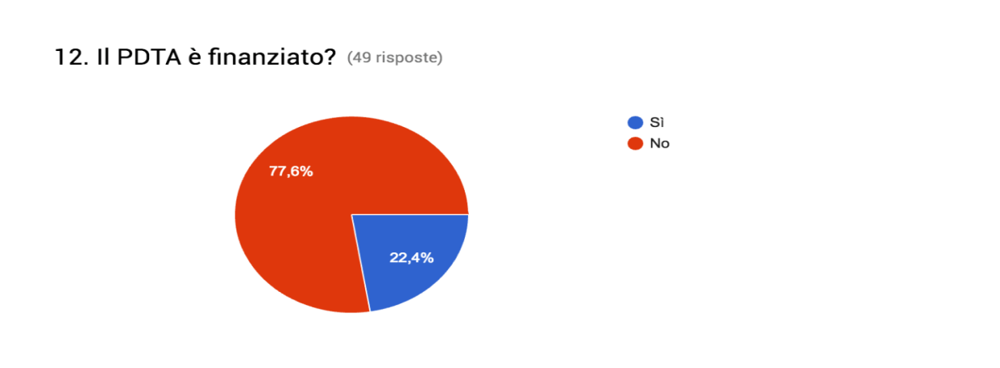 12. Il PDTA è finanziato? (49 risposte)
Sì
No
77,6%
22,4%